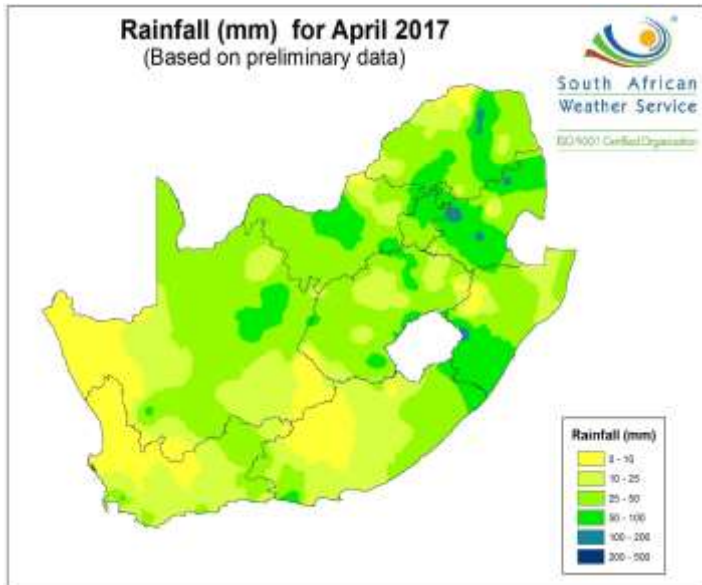 Rainfall (mm) for April 2017
(Based on preliminary data)
South African
Weather Service
ISO 9001 Certified Organisation
Rainfall (mm)
0 - 10
10 - 25
25 - 50
50 - 100
100 - 200
200 - 500